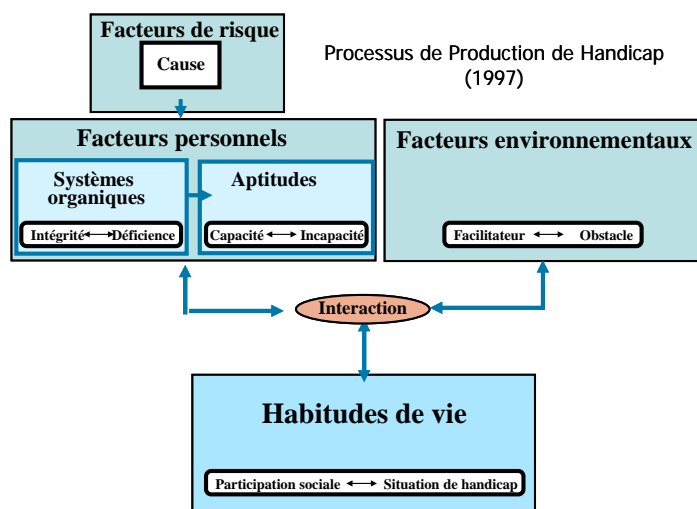 Facteurs de risque
Cause
Processus de Production de Handicap
(1997)
Facteurs personnels
Systèmes
organiques
Intégrité Déficience
Aptitudes
Capacité Incapacité
Facteurs environnementaux
Facilitateur Obstacle
Interaction
Habitudes de vie
Participation sociale Situation de handicap